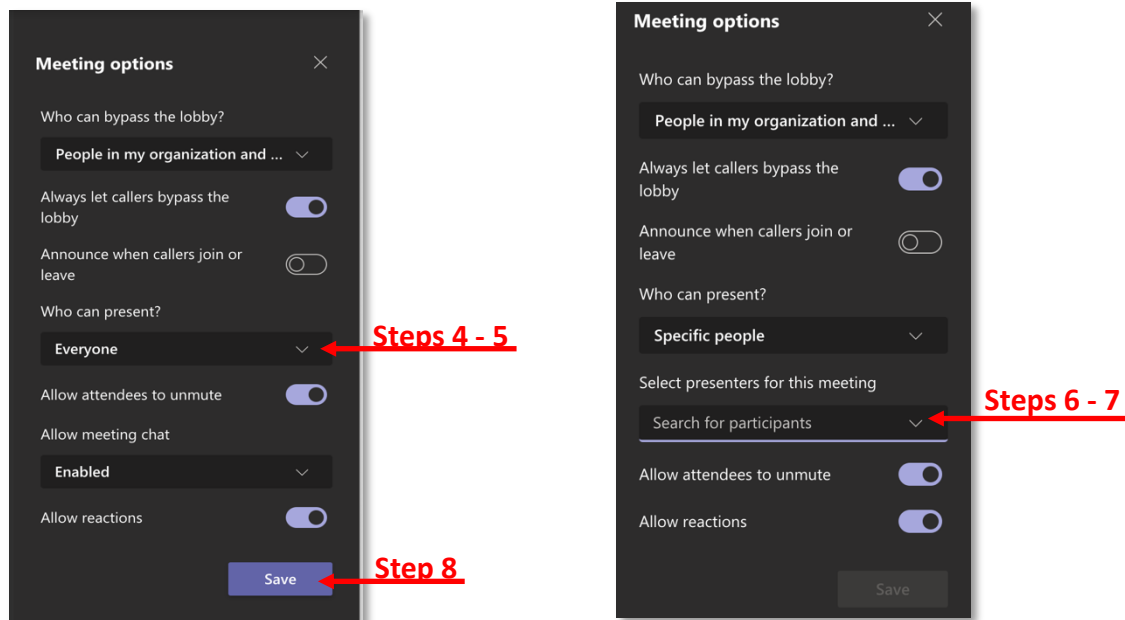 Meeting options
Who can bypass the lobby?
People in my organization and ...
Always let callers bypass the
lobby
Announce when callers join or
leave
Who can present?
Everyone
Allow attendees to unmute
Allow meeting chat
Enabled
Allow reactions
Save
Steps 4 - 5
Step 8
Meeting options
Who can bypass the lobby?
People in my organization and ...
Always let callers bypass the
lobby
Announce when callers join or
leave
Who can present?
Specific people
Select presenters for this meeting
Search for participants
Allow attendees to unmute
Allow reactions
Save
Steps 6 - 7